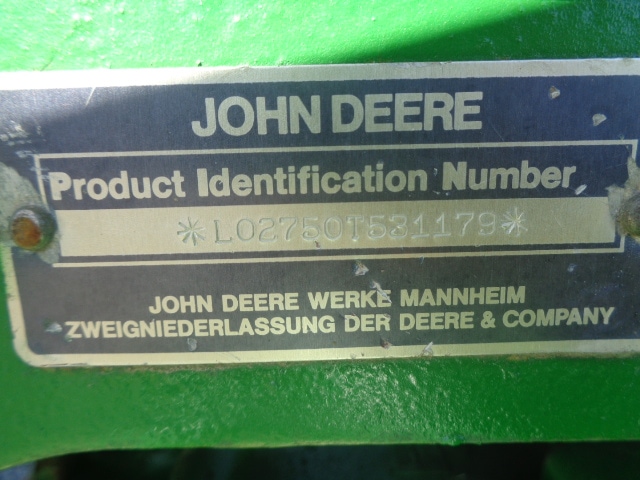 JOHN DEERE
Product Identification Number
*L02750T531179*
JOHN DEERE WERKE MANNHEIM
ZWEIGNIEDERLASSUNG DER DEERE & COMPANY